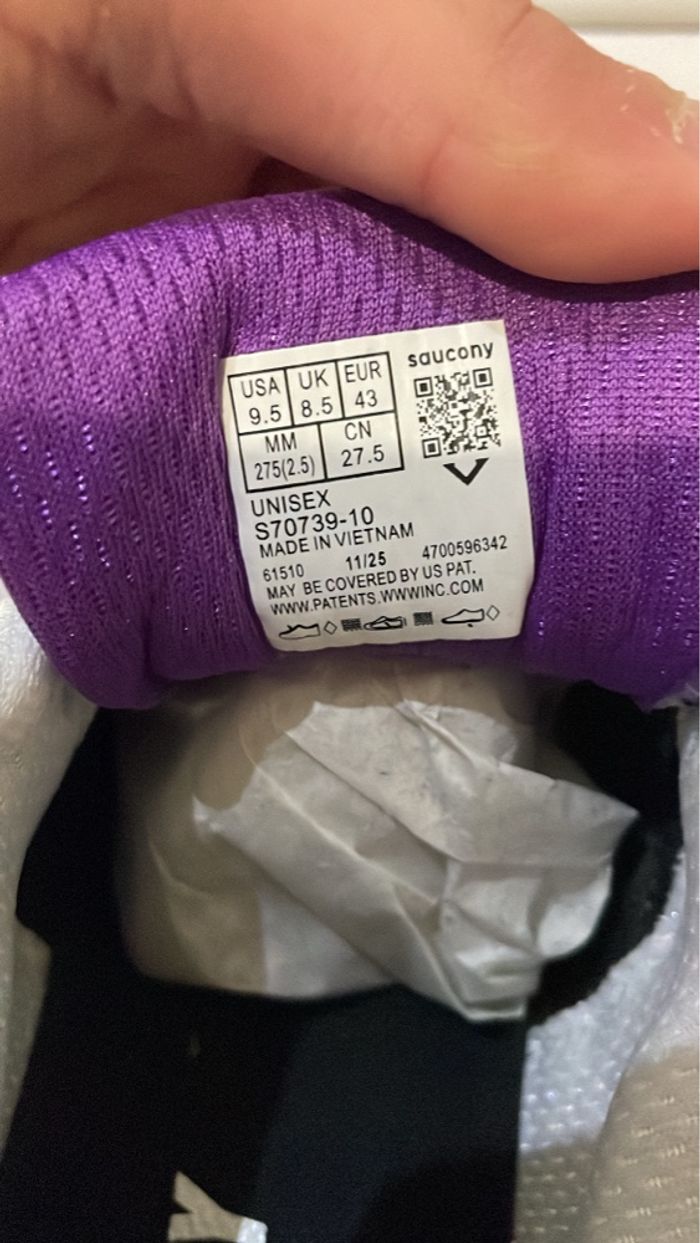 saucony
USA UK EUR
9.5 8.5 43
MM CN
275(2.5) 27.5
UNISEX
S70739-10
MADE IN VIETNAM
61510 11/25 4700596342
MAY BE COVERED BY US PAT.
WWW.PATENTS.WWWINC.COM